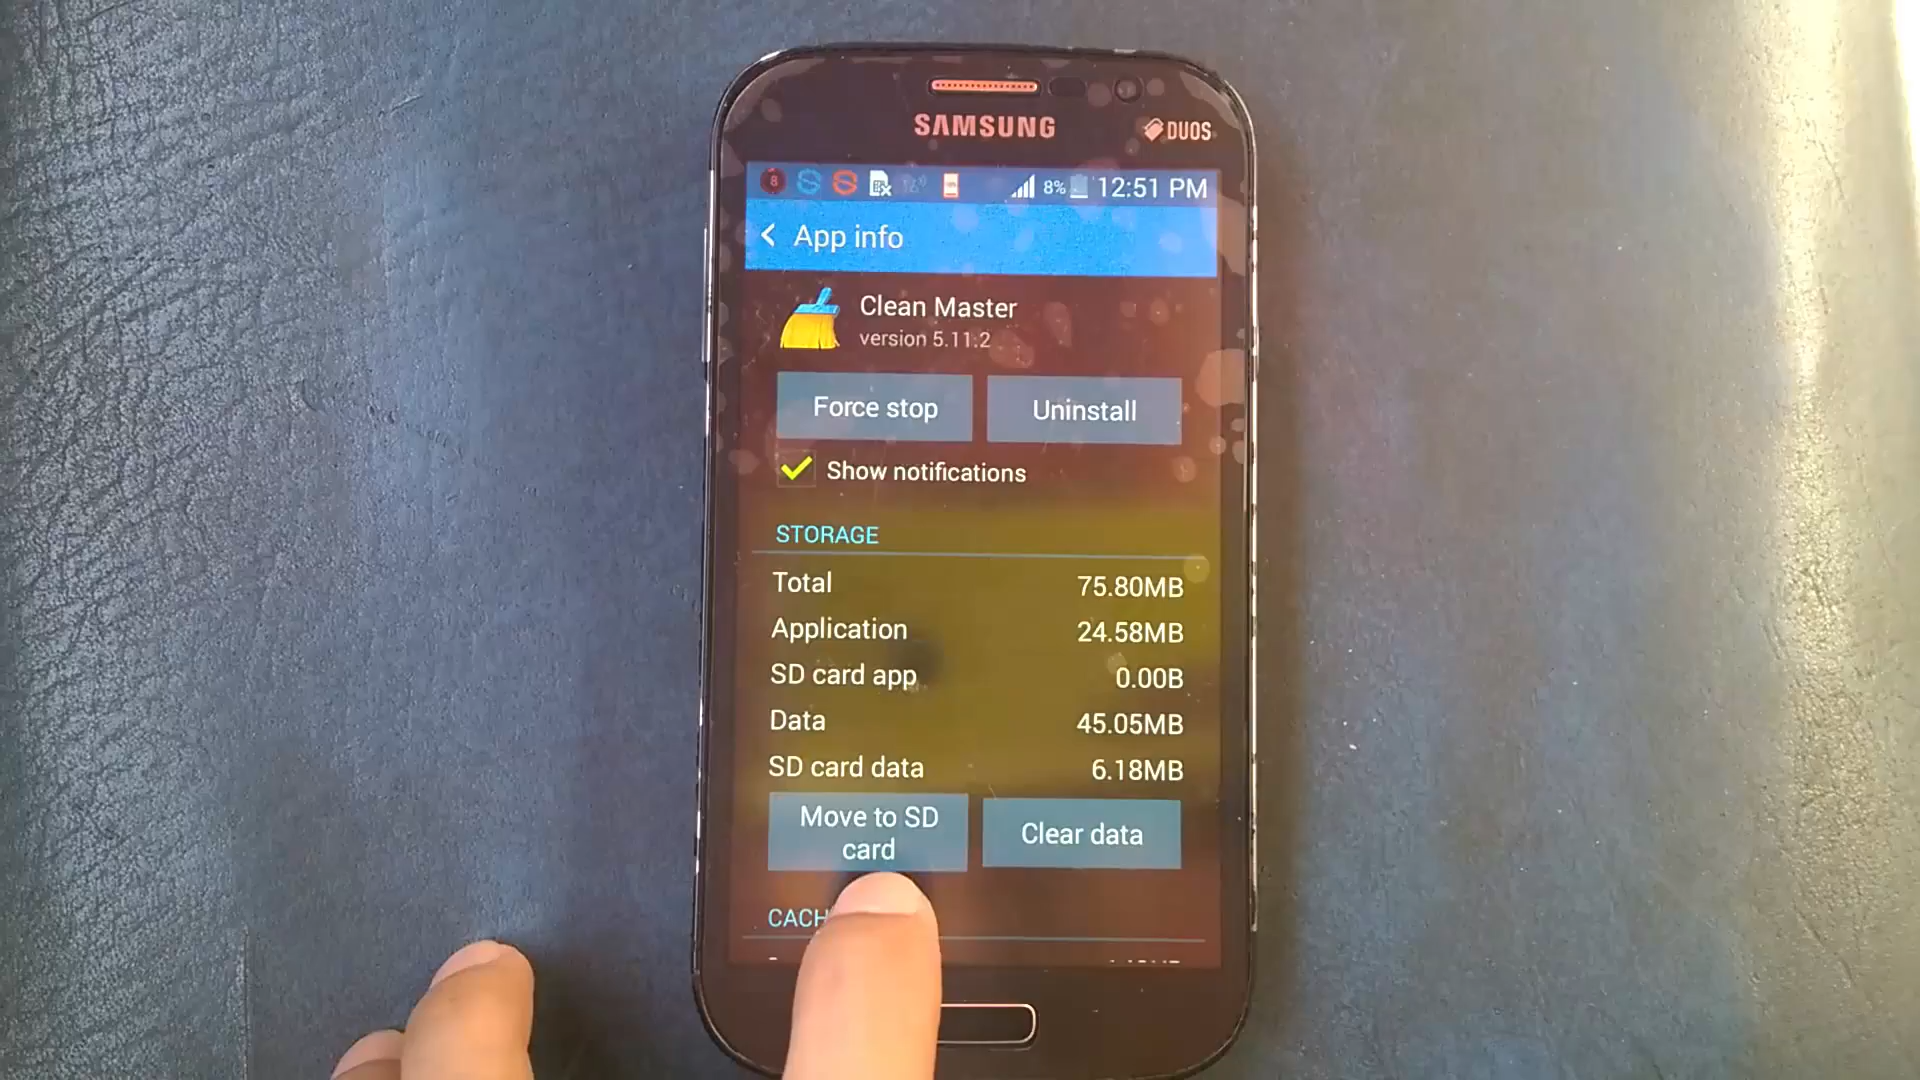 SAMSUNG
DUOS
8 8% 12:51 PM
App info
Clean Master
version 5.11.2
Force stop
Uninstall
Show notifications
STORAGE
Total 75.80MB
Application 24.58MB
SD card app 0.00B
Data 45.05MB
SD card data 6.18MB
Move to SD
card
Clear data
CACH